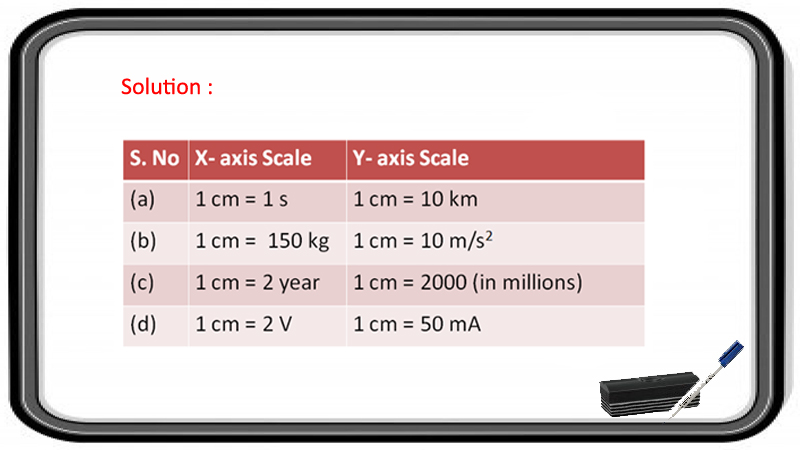 Solution :
S. No X- axis Scale Y- axis Scale
(a) 1 cm = 1 s 1 cm = 10 km
(b) 1 cm = 150 kg 1 cm = 10 m/s²
(c) 1 cm = 2 year 1 cm = 2000 (in millions)
(d) 1 cm = 2 V 1 cm = 50 mA